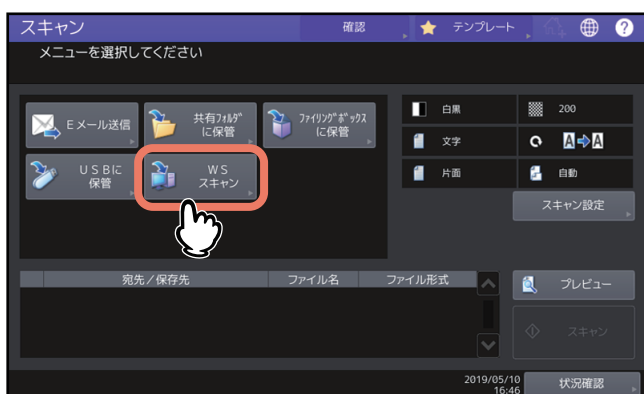 スキャン
確認
テンプレート
?
メニューを選択してください
Eメール送信
共有ﾌｫﾙﾀﾞ
に保管
ﾌｧｲﾘﾝｸﾞﾎﾞｯｸｽ
に保管
USBに
保管
WS
スキャン
白黒
200
文字
A A
片面
自動
スキャン設定
宛先/保存先
ファイル名
ファイル形式
プレビュー
スキャン
2019/05/10
16:46
状況確認